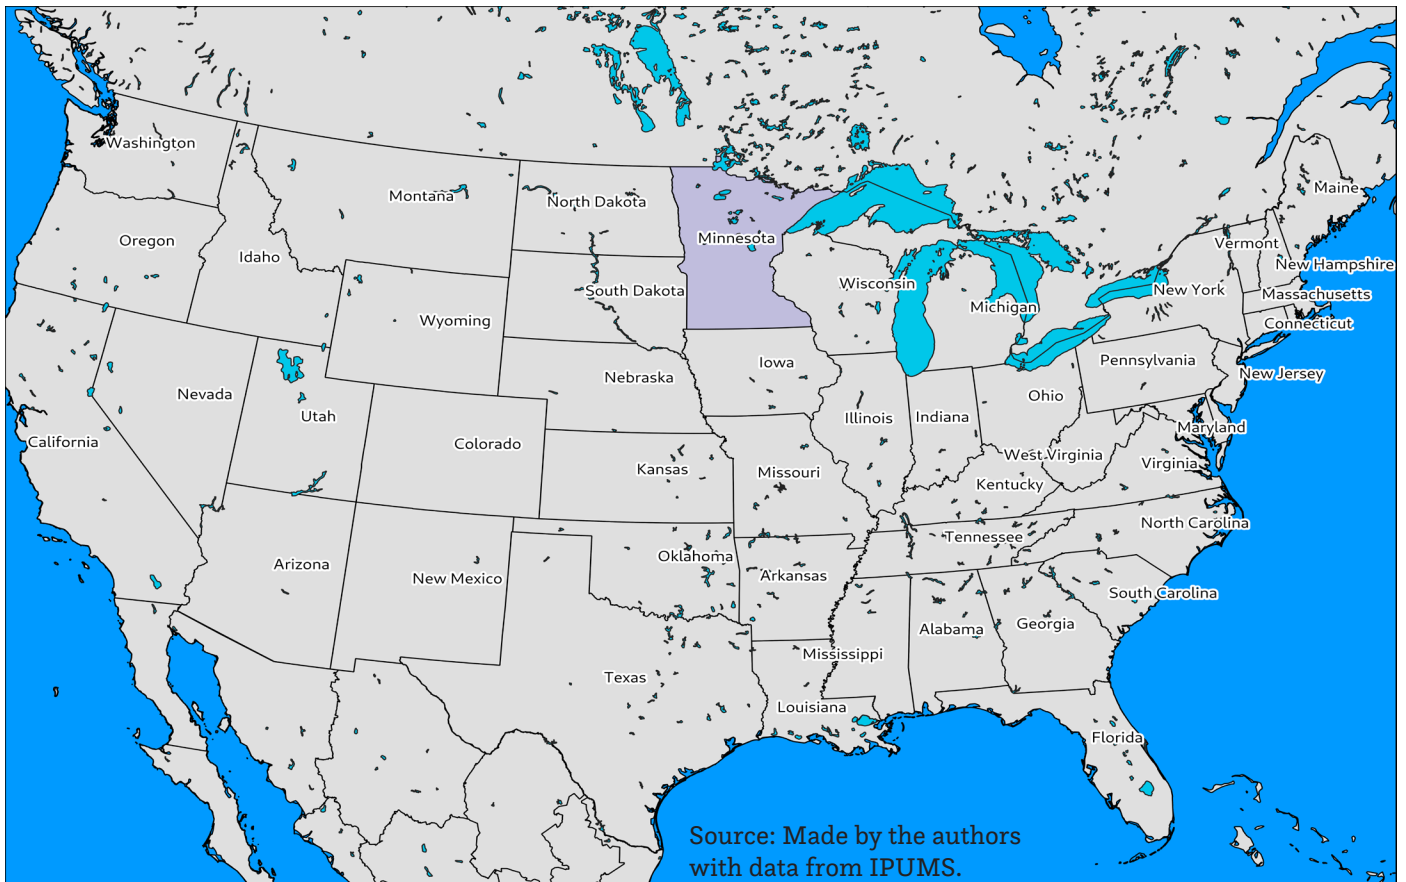 Washington
Montana
North Dakota
Minnesota
Maine
Oregon
Idaho
Vermont
New Hampshire
Wisconsin
South Dakota
New York
Massachusetts
Michigan
Wyoming
Connecticut
Iowa
Pennsylvania
New Jersey
Nebraska
Nevada
Ohio
Utah
Illinois
Indiana
Maryland
California
Colorado
West Virginia
Kansas
Missouri
Virginia
Kentucky
North Carolina
Tennessee
Oklahoma
Arizona
New Mexico
Arkansas
South Carolina
Georgia
Alabama
Mississippi
Texas
Louisiana
Florida
Source: Made by the authors
with data from IPUMS.